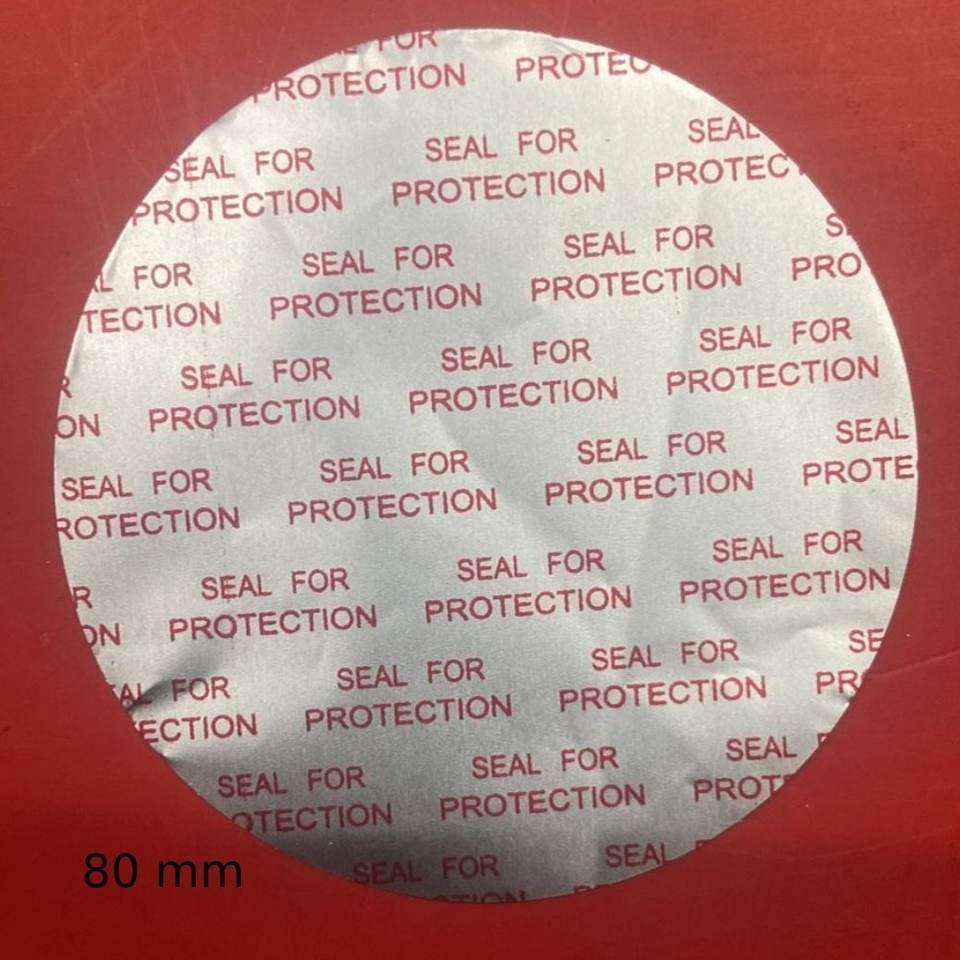 FOR
PROTECTION PROTEC
SEAL FOR SEAL FOR SEAL
PROTECTION PROTECTION PROTEC
L FOR SEAL FOR SEAL FOR S
TECTION PROTECTION PROTECTION PRO
R SEAL FOR SEAL FOR SEAL FOR
ON PROTECTION PROTECTION PROTECTION
SEAL FOR SEAL FOR SEAL FOR SEAL
ROTECTION PROTECTION PROTECTION PROTE
R SEAL FOR SEAL FOR SEAL FOR
ON PROTECTION PROTECTION PROTECTION
AL FOR SEAL FOR SEAL FOR SE
ECTION PROTECTION PROTECTION PR
SEAL FOR SEAL FOR SEAL
OTECTION PROTECTION PROT
SEAL FOR SEAL
80 mm